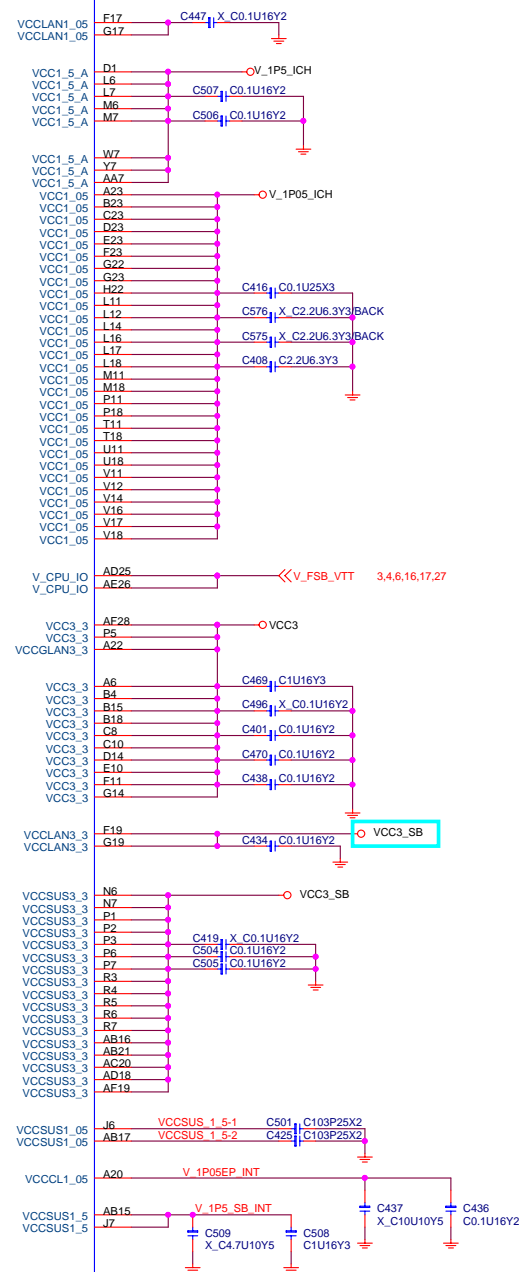 VCCLAN1_05 F17 C447 X_C0.1U16Y2
VCCLAN1_05 G17
VCC1_5_A D1 V_1P5_ICH
VCC1_5_A L6
VCC1_5_A L7 C507 C0.1U16Y2
VCC1_5_A M6
VCC1_5_A M7 C506 C0.1U16Y2
VCC1_5_A W7
VCC1_5_A Y7
VCC1_5_A AA7
VCC1_05 A23 V_1P05_ICH
VCC1_05 B23
VCC1_05 C23
VCC1_05 D23
VCC1_05 E23
VCC1_05 F23
VCC1_05 G22
VCC1_05 G23
VCC1_05 H22 C416 C0.1U25X3
VCC1_05 L11
VCC1_05 L12 C576 X_C2.2U6.3Y3/BACK
VCC1_05 L14
VCC1_05 L16 C575 X_C2.2U6.3Y3/BACK
VCC1_05 L17
VCC1_05 L18 C408 C2.2U6.3Y3
VCC1_05 M11
VCC1_05 M18
VCC1_05 P11
VCC1_05 P18
VCC1_05 T11
VCC1_05 T18
VCC1_05 U11
VCC1_05 U18
VCC1_05 V11
VCC1_05 V12
VCC1_05 V14
VCC1_05 V16
VCC1_05 V17
VCC1_05 V18
V_CPU_IO AD25 V_FSB_VTT 3,4,6,16,17,27
V_CPU_IO AE26
VCC3_3 AF28 VCC3
VCC3_3 P5
VCCGLAN3_3 A22
VCC3_3 A6 C469 C1U16Y3
VCC3_3 B4
VCC3_3 B15 C496 X_C0.1U16Y2
VCC3_3 B18
VCC3_3 C8 C401 C0.1U16Y2
VCC3_3 C10
VCC3_3 D14 C470 C0.1U16Y2
VCC3_3 E10
VCC3_3 F11 C438 C0.1U16Y2
VCC3_3 G14
VCCLAN3_3 F19 VCC3_SB
VCCLAN3_3 G19 C434 C0.1U16Y2
VCCSUS3_3 N6 VCC3_SB
VCCSUS3_3 N7
VCCSUS3_3 P1
VCCSUS3_3 P2
VCCSUS3_3 P3 C419 X_C0.1U16Y2
VCCSUS3_3 P6 C504 C0.1U16Y2
VCCSUS3_3 P7 C505 C0.1U16Y2
VCCSUS3_3 R3
VCCSUS3_3 R4
VCCSUS3_3 R5
VCCSUS3_3 R6
VCCSUS3_3 R7
VCCSUS3_3 AB16
VCCSUS3_3 AB21
VCCSUS3_3 AC20
VCCSUS3_3 AD18
VCCSUS3_3 AF19
VCCSUS1_05 J6 VCCSUS_1_5-1 C501 C103P25X2
VCCSUS1_05 AB17 VCCSUS_1_5-2 C425 C103P25X2
VCCCL1_05 A20 V_1P05EP_INT
C437 C436
X_C10U10Y5 C0.1U16Y2
VCCSUS1_5 AB15 V_1P5_SB_INT
VCCSUS1_5 J7
C509 C508
X_C4.7U10Y5 C1U16Y3